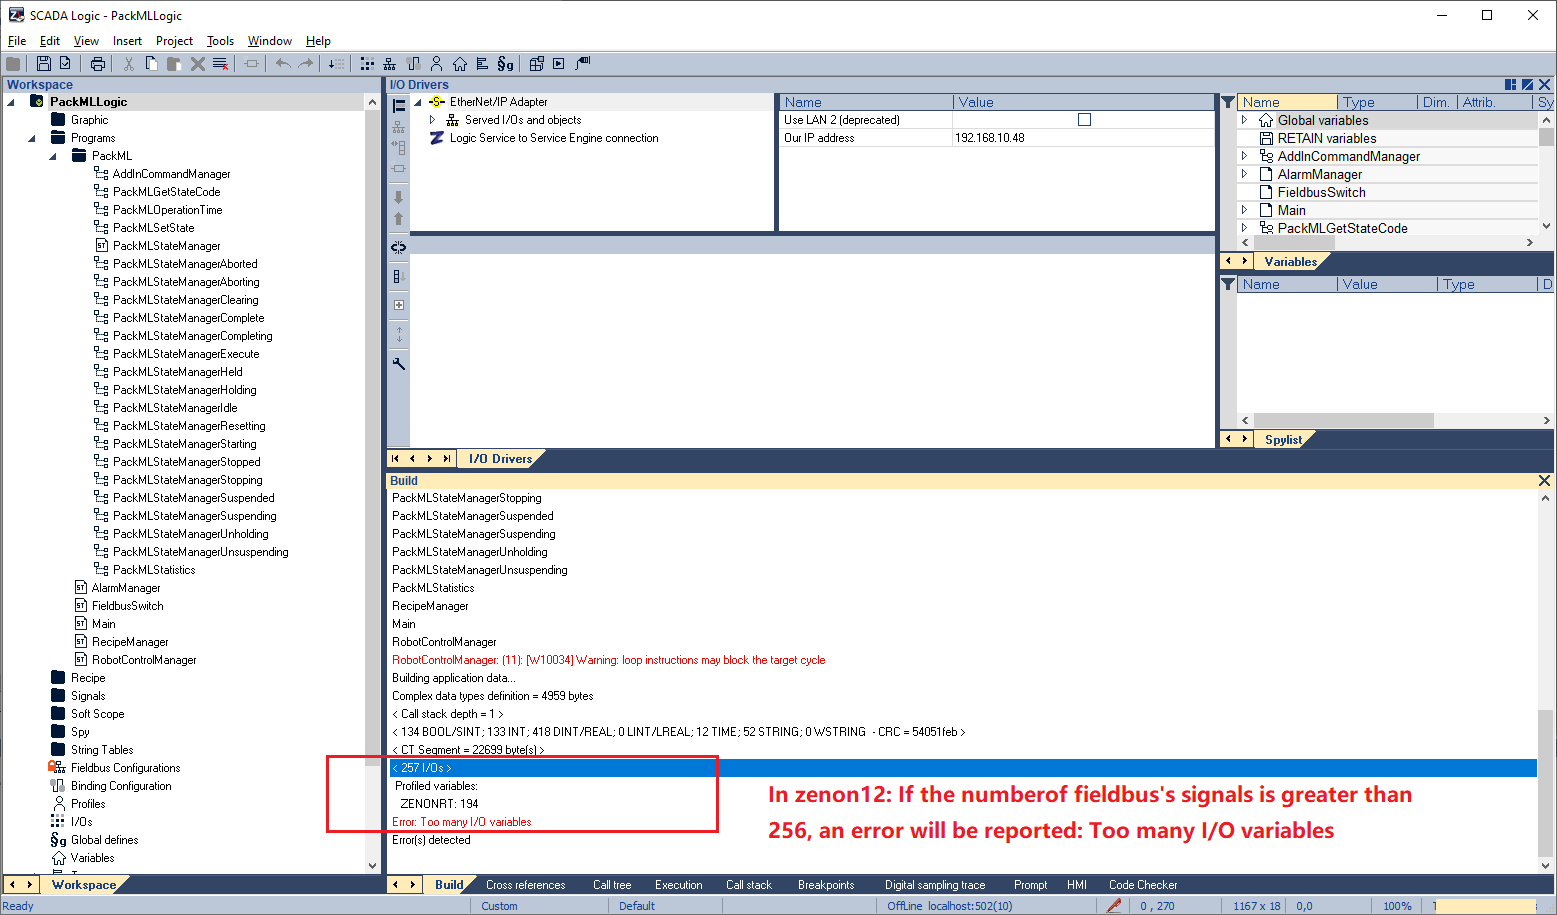 SCADA Logic - PackMLLogic
File Edit View Insert Project Tools Window Help
Workspace
PackMLLogic
Graphic
Programs
PackML
AddInCommandManager
PackMLGetStateCode
PackMLOperationTime
PackMLSetState
PackMLStateManager
PackMLStateManagerAborted
PackMLStateManagerAborting
PackMLStateManagerClearing
PackMLStateManagerComplete
PackMLStateManagerCompleting
PackMLStateManagerExecute
PackMLStateManagerHeld
PackMLStateManagerHolding
PackMLStateManagerIdle
PackMLStateManagerResetting
PackMLStateManagerStarting
PackMLStateManagerStopped
PackMLStateManagerStopping
PackMLStateManagerSuspended
PackMLStateManagerSuspending
PackMLStateManagerUnholding
PackMLStateManagerUnsuspending
PackMLStatistics
AlarmManager
FieldbusSwitch
Main
RecipeManager
RobotControlManager
Recipe
Signals
Soft Scope
Spy
String Tables
Fieldbus Configurations
Binding Configuration
Profiles
I/Os
Global defines
Variables
Workspace
I/O Drivers
EtherNet/IP Adapter
Served I/Os and objects
Logic Service to Service Engine connection
Name Value
Use LAN 2 (deprecated)
Our IP address 192.168.10.48
I/O Drivers
Name Type Dim. Attrib. Sy
Global variables
RETAIN variables
AddInCommandManager
AlarmManager
FieldbusSwitch
Main
PackMLGetStateCode
Variables
Name Value Type D
Spylist
Build
PackMLStateManagerStopping
PackMLStateManagerSuspended
PackMLStateManagerSuspending
PackMLStateManagerUnholding
PackMLStateManagerUnsuspending
PackMLStatistics
RecipeManager
Main
RobotControlManager
RobotControlManager: (11): [W10034] Warning: loop instructions may block the target cycle
Building application data...
Complex data types definition = 4959 bytes
< Call stack depth = 1 >
< 134 BOOL/SINT; 133 INT; 418 DINT/REAL; 0 LINT/LREAL; 12 TIME; 52 STRING; 0 WSTRING - CRC = 54051feb >
< CT Segment = 22699 byte(s) >
< 257 I/Os >
Profiled variables:
ZENONRT: 194
Error: Too many I/O variables
Error(s) detected
In zenon12: If the numberof fieldbus's signals is greater than
256, an error will be reported: Too many I/O variables
Build Cross references Call tree Execution Call stack Breakpoints Digital sampling trace Prompt HMI Code Checker
Ready Custom Default OffLine localhost:502(10) 0 , 270 1167 x 18 0,0 100%